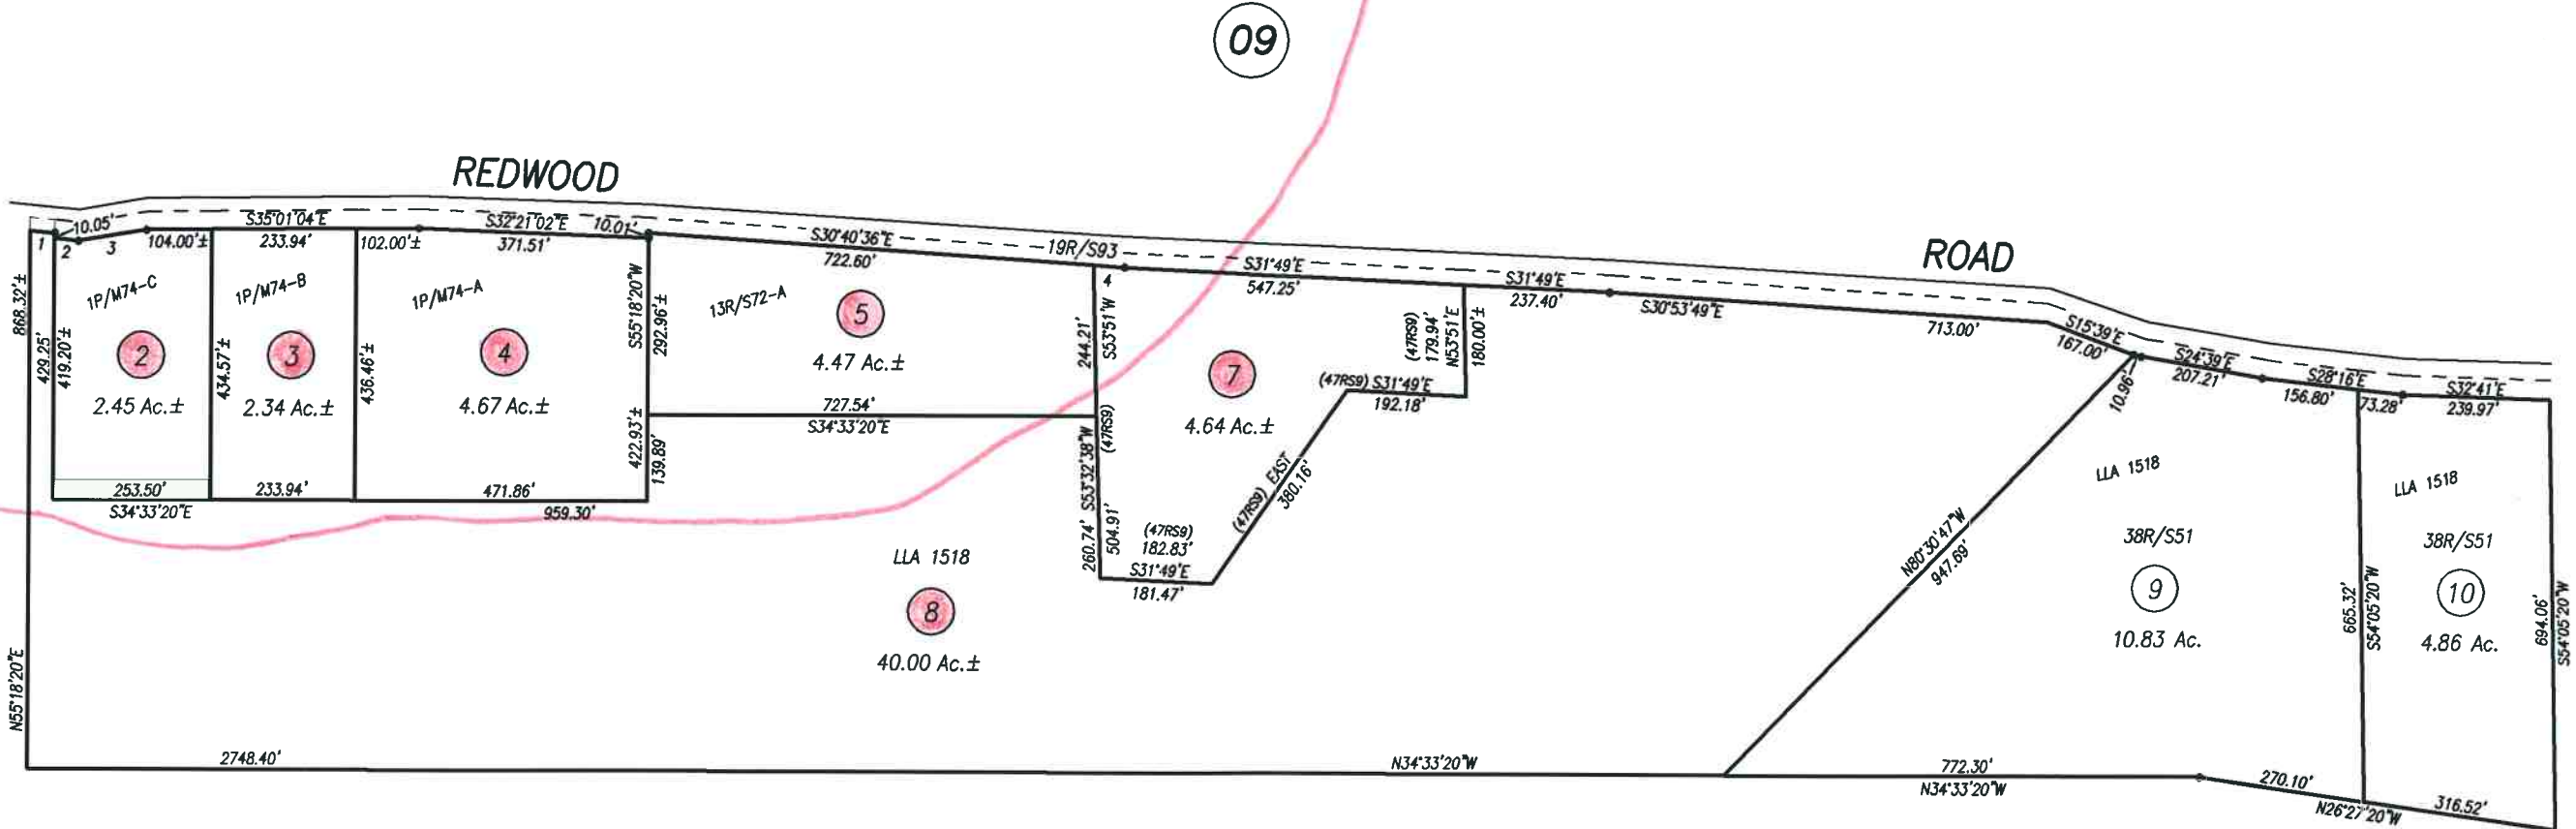 09
REDWOOD
ROAD
10.05'
1
2
3
104.00'±
S35°01'04"E
233.94'
102.00'±
S32°21'02"E
371.51'
10.01'
S30°40'36"E
722.60'
19R/S93
4
S31°49'E
547.25'
S31°49'E
237.40'
S30°53'49"E
713.00'
S15°39'E
167.00'
10.96'
S24°39'E
207.21'
S28°16'E
156.80'
73.28'
S32°41'E
239.97'
868.32'±
429.25'
419.20'±
N55°18'20"E
1P/M74-C
2
2.45 Ac.±
253.50'
S34°33'20"E
434.57'±
1P/M74-B
3
2.34 Ac.±
233.94'
436.46'±
1P/M74-A
4
4.67 Ac.±
471.86'
959.30'
S55°18'20"W
292.96'±
422.93'±
139.89'
13R/S72-A
5
4.47 Ac.±
727.54'
S34°33'20"E
244.21'
S53°51'W
(47RS9)
S53°32'38"W
260.74'
504.91'
7
4.64 Ac.±
(47RS9)
179.94'
N53°51'E
180.00'±
(47RS9) S31°49'E
192.18'
(47RS9) EAST
380.16'
(47RS9)
182.83'
S31°49'E
181.47'
LLA 1518
8
40.00 Ac.±
2748.40'
N34°33'20"W
N80°30'47"W
947.69'
LLA 1518
38R/S51
9
10.83 Ac.
772.30'
N34°33'20"W
270.10'
N26°27'20"W
316.52'
665.32'
S54°05'20"W
LLA 1518
38R/S51
10
4.86 Ac.
694.06'
S54°05'20"W